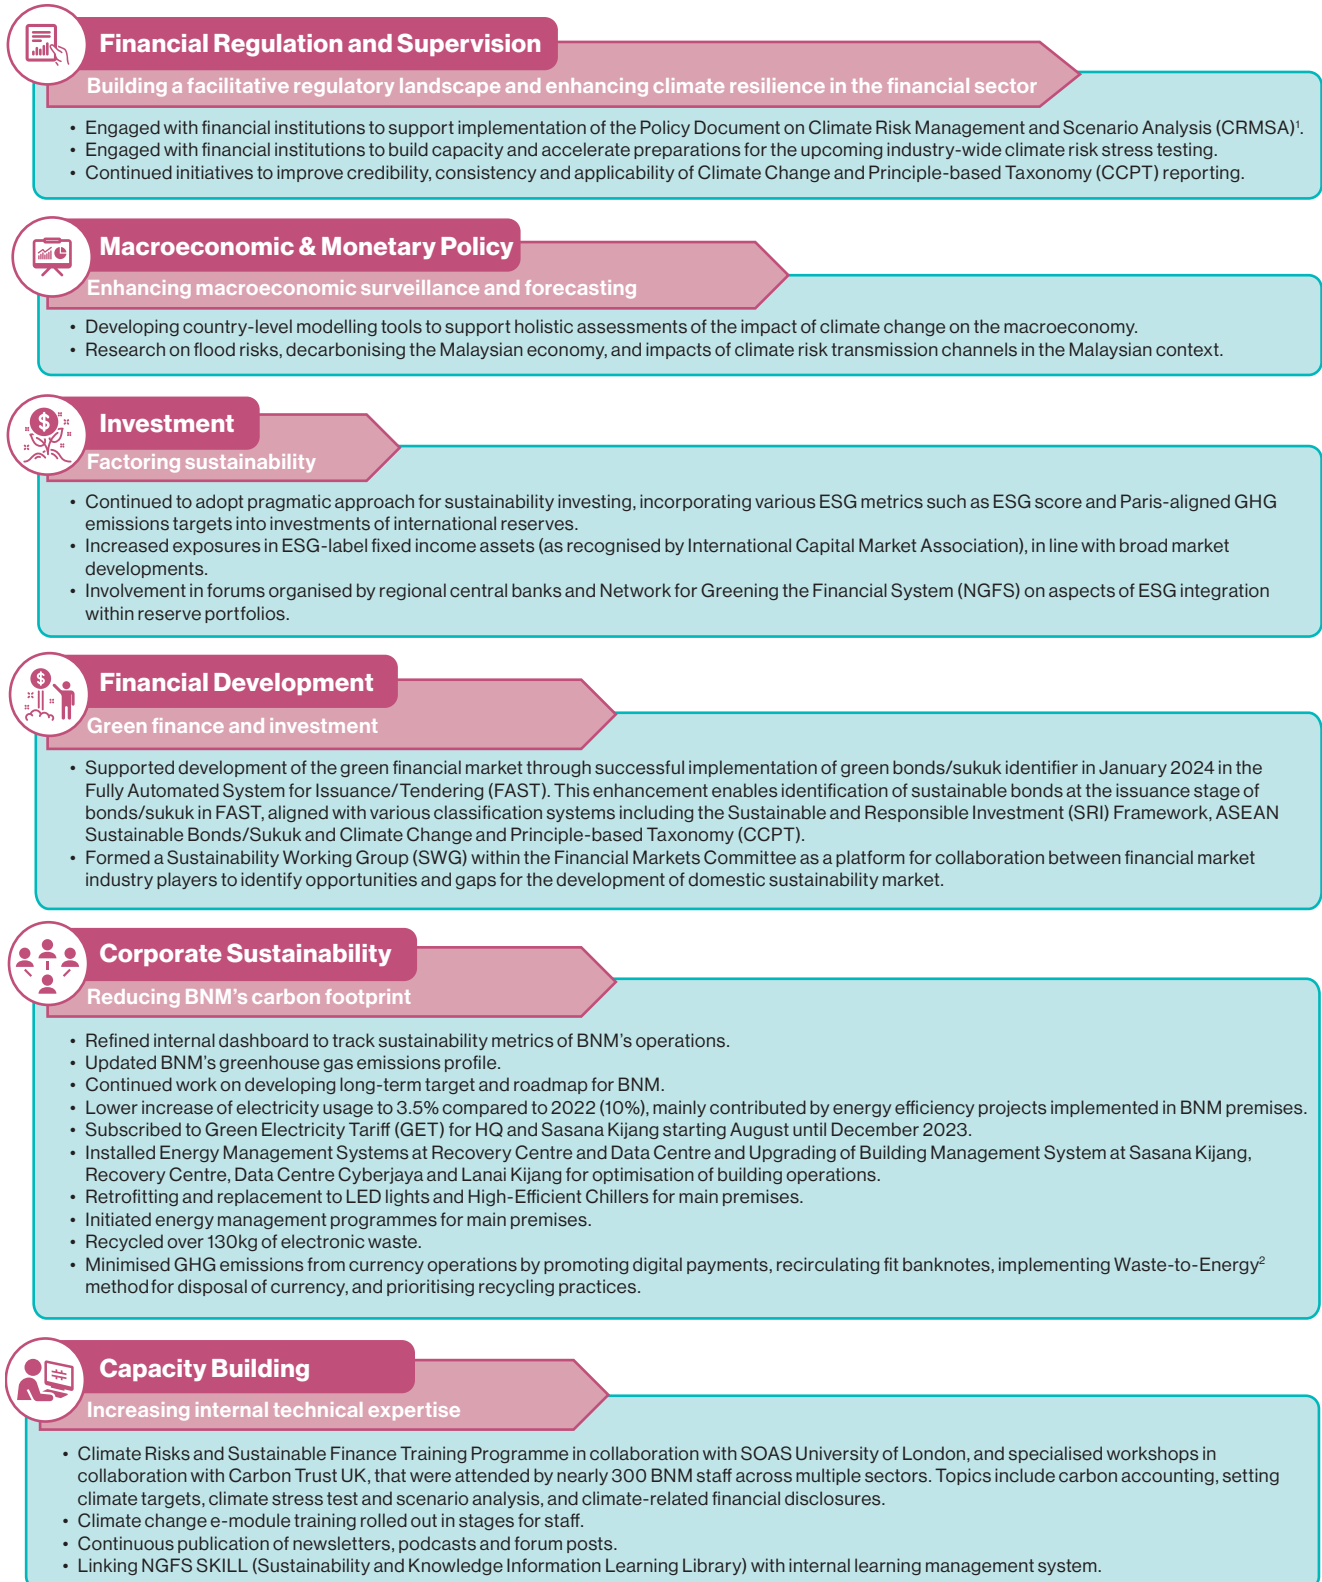 Financial Regulation and Supervision
Building a facilitative regulatory landscape and enhancing climate resilience in the financial sector
• Engaged with financial institutions to support implementation of the Policy Document on Climate Risk Management and Scenario Analysis (CRMSA)¹.
• Engaged with financial institutions to build capacity and accelerate preparations for the upcoming industry-wide climate risk stress testing.
• Continued initiatives to improve credibility, consistency and applicability of Climate Change and Principle-based Taxonomy (CCPT) reporting.
Macroeconomic & Monetary Policy
Enhancing macroeconomic surveillance and forecasting
• Developing country-level modelling tools to support holistic assessments of the impact of climate change on the macroeconomy.
• Research on flood risks, decarbonising the Malaysian economy, and impacts of climate risk transmission channels in the Malaysian context.
Investment
Factoring sustainability
• Continued to adopt pragmatic approach for sustainability investing, incorporating various ESG metrics such as ESG score and Paris-aligned GHG
emissions targets into investments of international reserves.
• Increased exposures in ESG-label fixed income assets (as recognised by International Capital Market Association), in line with broad market
developments.
• Involvement in forums organised by regional central banks and Network for Greening the Financial System (NGFS) on aspects of ESG integration
within reserve portfolios.
Financial Development
Green finance and investment
• Supported development of the green financial market through successful implementation of green bonds/sukuk identifier in January 2024 in the
Fully Automated System for Issuance/Tendering (FAST). This enhancement enables identification of sustainable bonds at the issuance stage of
bonds/sukuk in FAST, aligned with various classification systems including the Sustainable and Responsible Investment (SRI) Framework, ASEAN
Sustainable Bonds/Sukuk and Climate Change and Principle-based Taxonomy (CCPT).
• Formed a Sustainability Working Group (SWG) within the Financial Markets Committee as a platform for collaboration between financial market
industry players to identify opportunities and gaps for the development of domestic sustainability market.
Corporate Sustainability
Reducing BNM's carbon footprint
• Refined internal dashboard to track sustainability metrics of BNM's operations.
• Updated BNM's greenhouse gas emissions profile.
• Continued work on developing long-term target and roadmap for BNM.
• Lower increase of electricity usage to 3.5% compared to 2022 (10%), mainly contributed by energy efficiency projects implemented in BNM premises.
• Subscribed to Green Electricity Tariff (GET) for HQ and Sasana Kijang starting August until December 2023.
• Installed Energy Management Systems at Recovery Centre and Data Centre and Upgrading of Building Management System at Sasana Kijang,
Recovery Centre, Data Centre Cyberjaya and Lanai Kijang for optimisation of building operations.
• Retrofitting and replacement to LED lights and High-Efficient Chillers for main premises.
• Initiated energy management programmes for main premises.
• Recycled over 130kg of electronic waste.
• Minimised GHG emissions from currency operations by promoting digital payments, recirculating fit banknotes, implementing Waste-to-Energy²
method for disposal of currency, and prioritising recycling practices.
Capacity Building
Increasing internal technical expertise
• Climate Risks and Sustainable Finance Training Programme in collaboration with SOAS University of London, and specialised workshops in
collaboration with Carbon Trust UK, that were attended by nearly 300 BNM staff across multiple sectors. Topics include carbon accounting, setting
climate targets, climate stress test and scenario analysis, and climate-related financial disclosures.
• Climate change e-module training rolled out in stages for staff.
• Continuous publication of newsletters, podcasts and forum posts.
• Linking NGFS SKILL (Sustainability and Knowledge Information Learning Library) with internal learning management system.